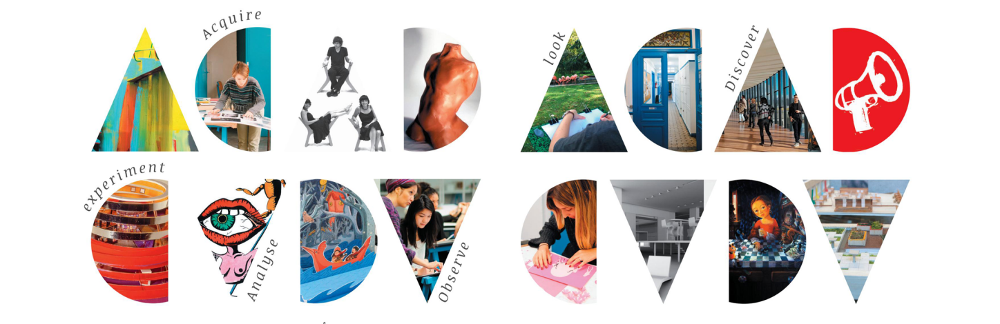 Acquire
look
Discover
experiment
Analyse
Observe